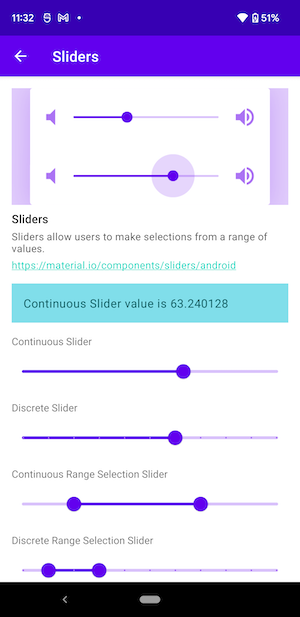 11:32
51%
Sliders
Sliders
Sliders allow users to make selections from a range of
values.
https://material.io/components/sliders/android
Continuous Slider value is 63.240128
Continuous Slider
Discrete Slider
Continuous Range Selection Slider
Discrete Range Selection Slider